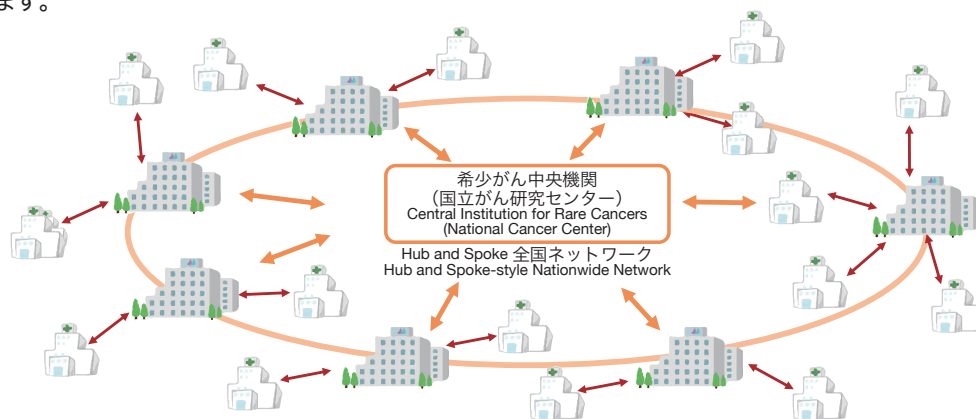 ます。
希少がん中央機関
（国立がん研究センター）
Central Institution for Rare Cancers
(National Cancer Center)
Hub and Spoke 全国ネットワーク
Hub and Spoke-style Nationwide Network